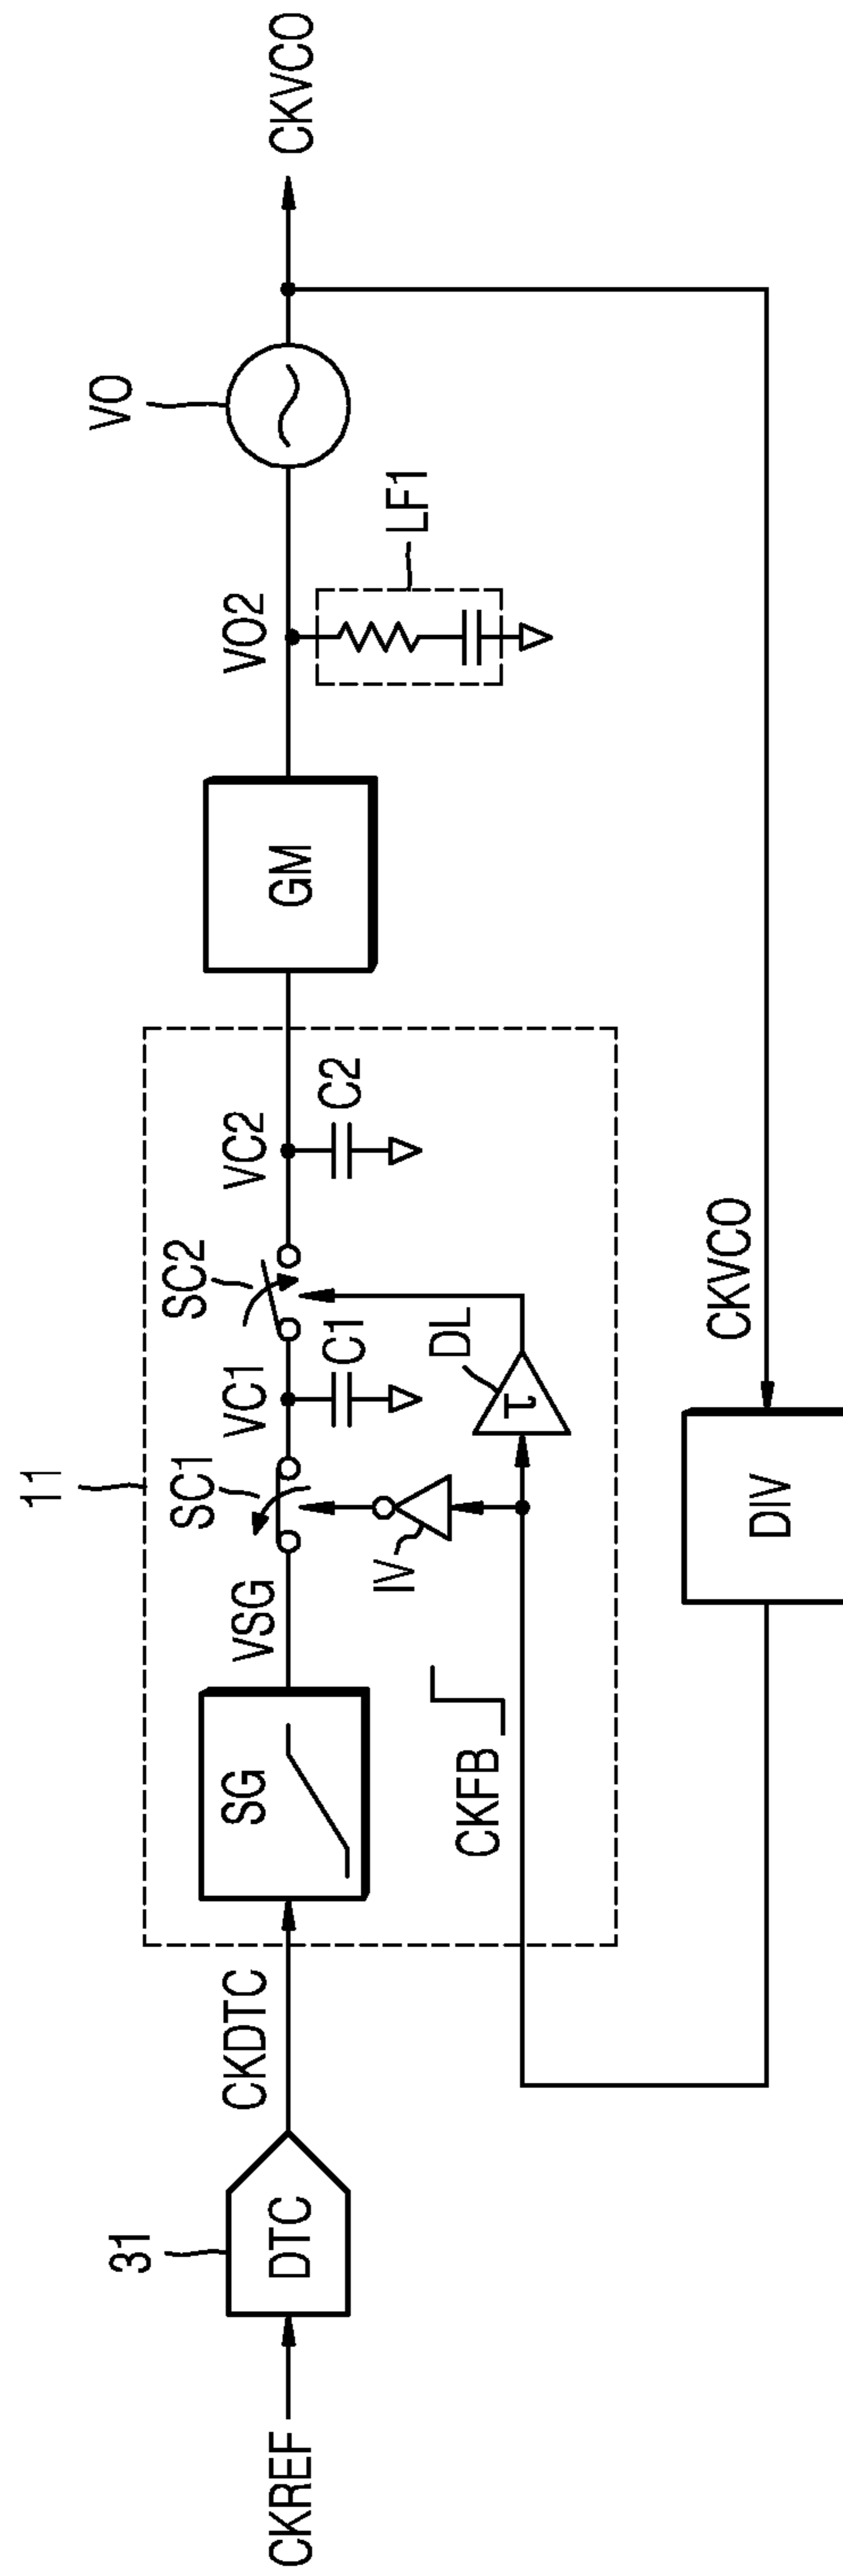 CKREF
31
DTC
CKDTC
11
SG
VSG
SC1
VC1
C1
SC2
VC2
C2
IV
DL
τ
CKFB
GM
VO2
LF1
VO
CKVCO
CKVCO
DIV